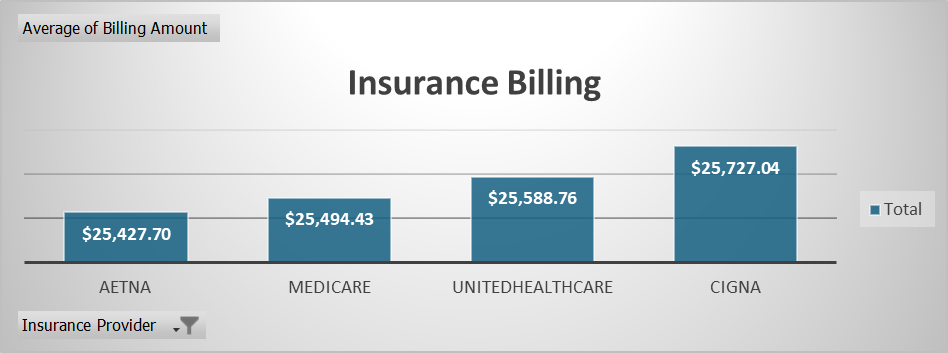 Average of Billing Amount
Insurance Billing
$25,427.70
$25,494.43
$25,588.76
$25,727.04
Total
AETNA
MEDICARE
UNITEDHEALTHCARE
CIGNA
Insurance Provider